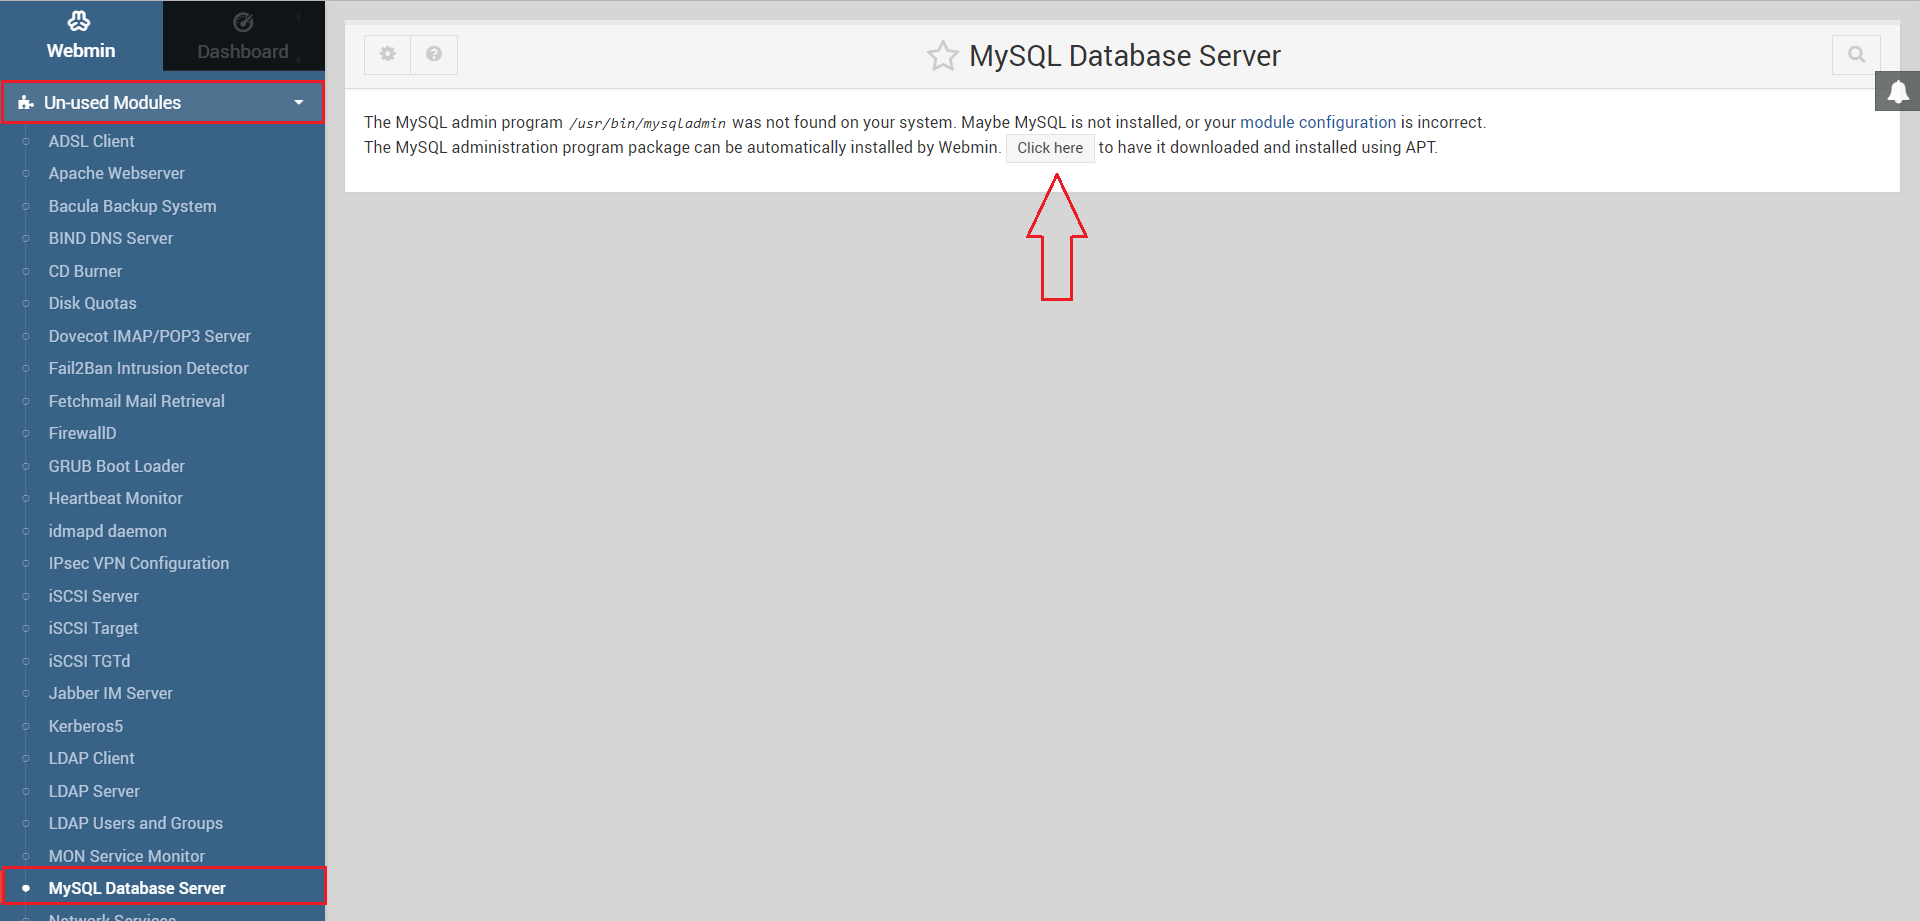 Webmin
Dashboard
Un-used Modules
ADSL Client
Apache Webserver
Bacula Backup System
BIND DNS Server
CD Burner
Disk Quotas
Dovecot IMAP/POP3 Server
Fail2Ban Intrusion Detector
Fetchmail Mail Retrieval
FirewallD
GRUB Boot Loader
Heartbeat Monitor
idmapd daemon
IPsec VPN Configuration
iSCSI Server
iSCSI Target
iSCSI TGTd
Jabber IM Server
Kerberos5
LDAP Client
LDAP Server
LDAP Users and Groups
MON Service Monitor
MySQL Database Server
Network Services
MySQL Database Server
The MySQL admin program /usr/bin/mysqladmin was not found on your system. Maybe MySQL is not installed, or your module configuration is incorrect.
The MySQL administration program package can be automatically installed by Webmin. Click here to have it downloaded and installed using APT.